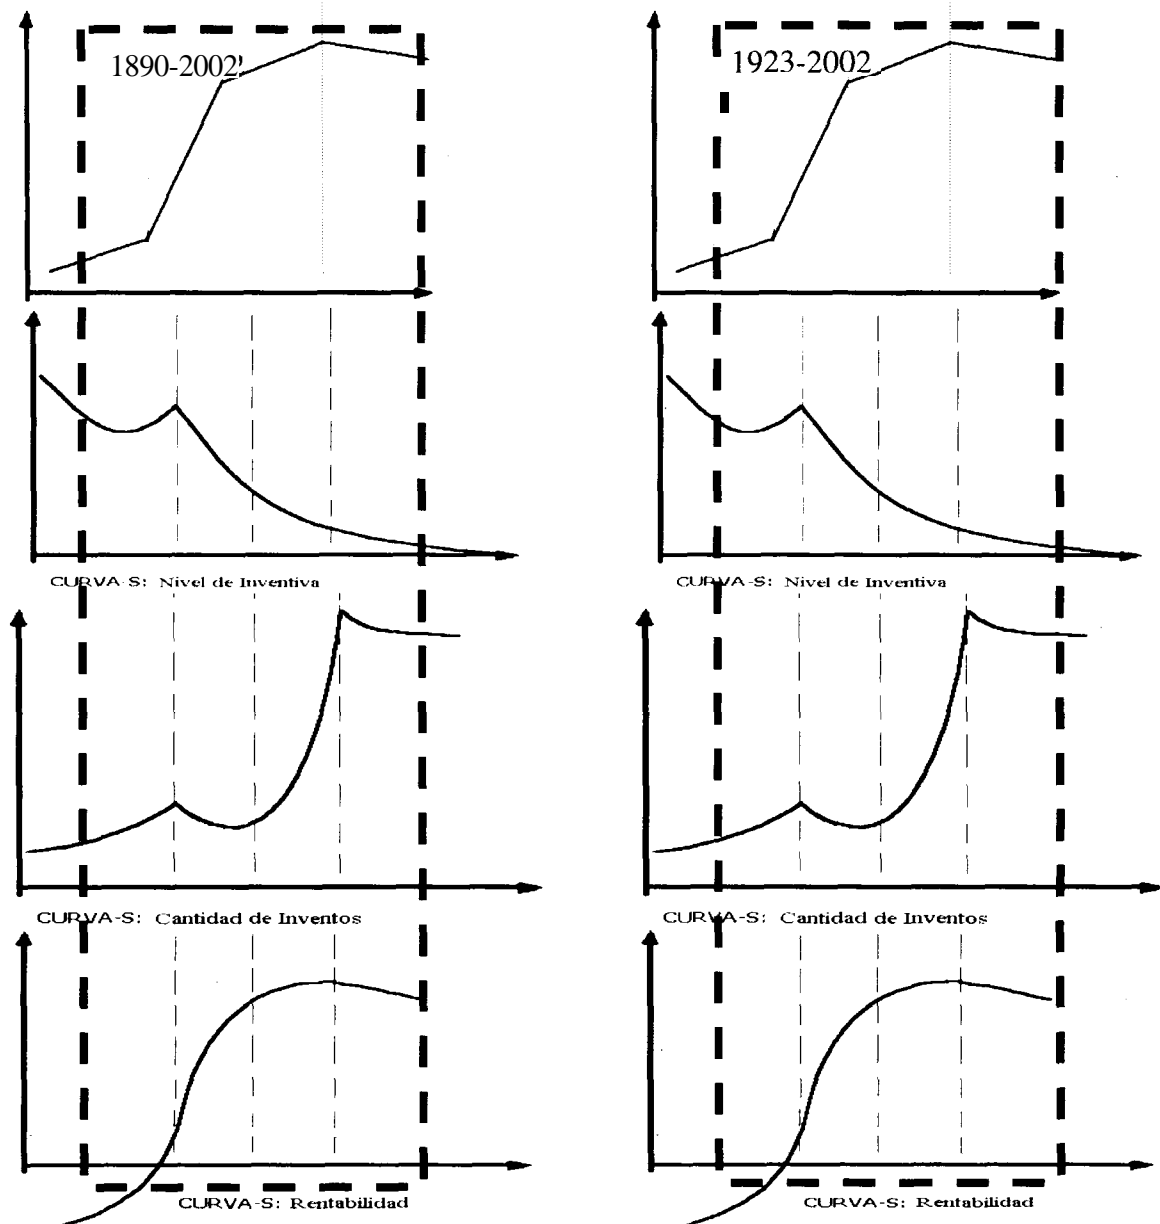 1890-2002
1923-2002
CURVA-S: Nivel de Inventiva
CURVA-S: Nivel de Inventiva
CURVA-S: Cantidad de Inventos
CURVA-S: Cantidad de Inventos
CURVA-S: Rentabilidad
CURVA-S: Rentabilidad